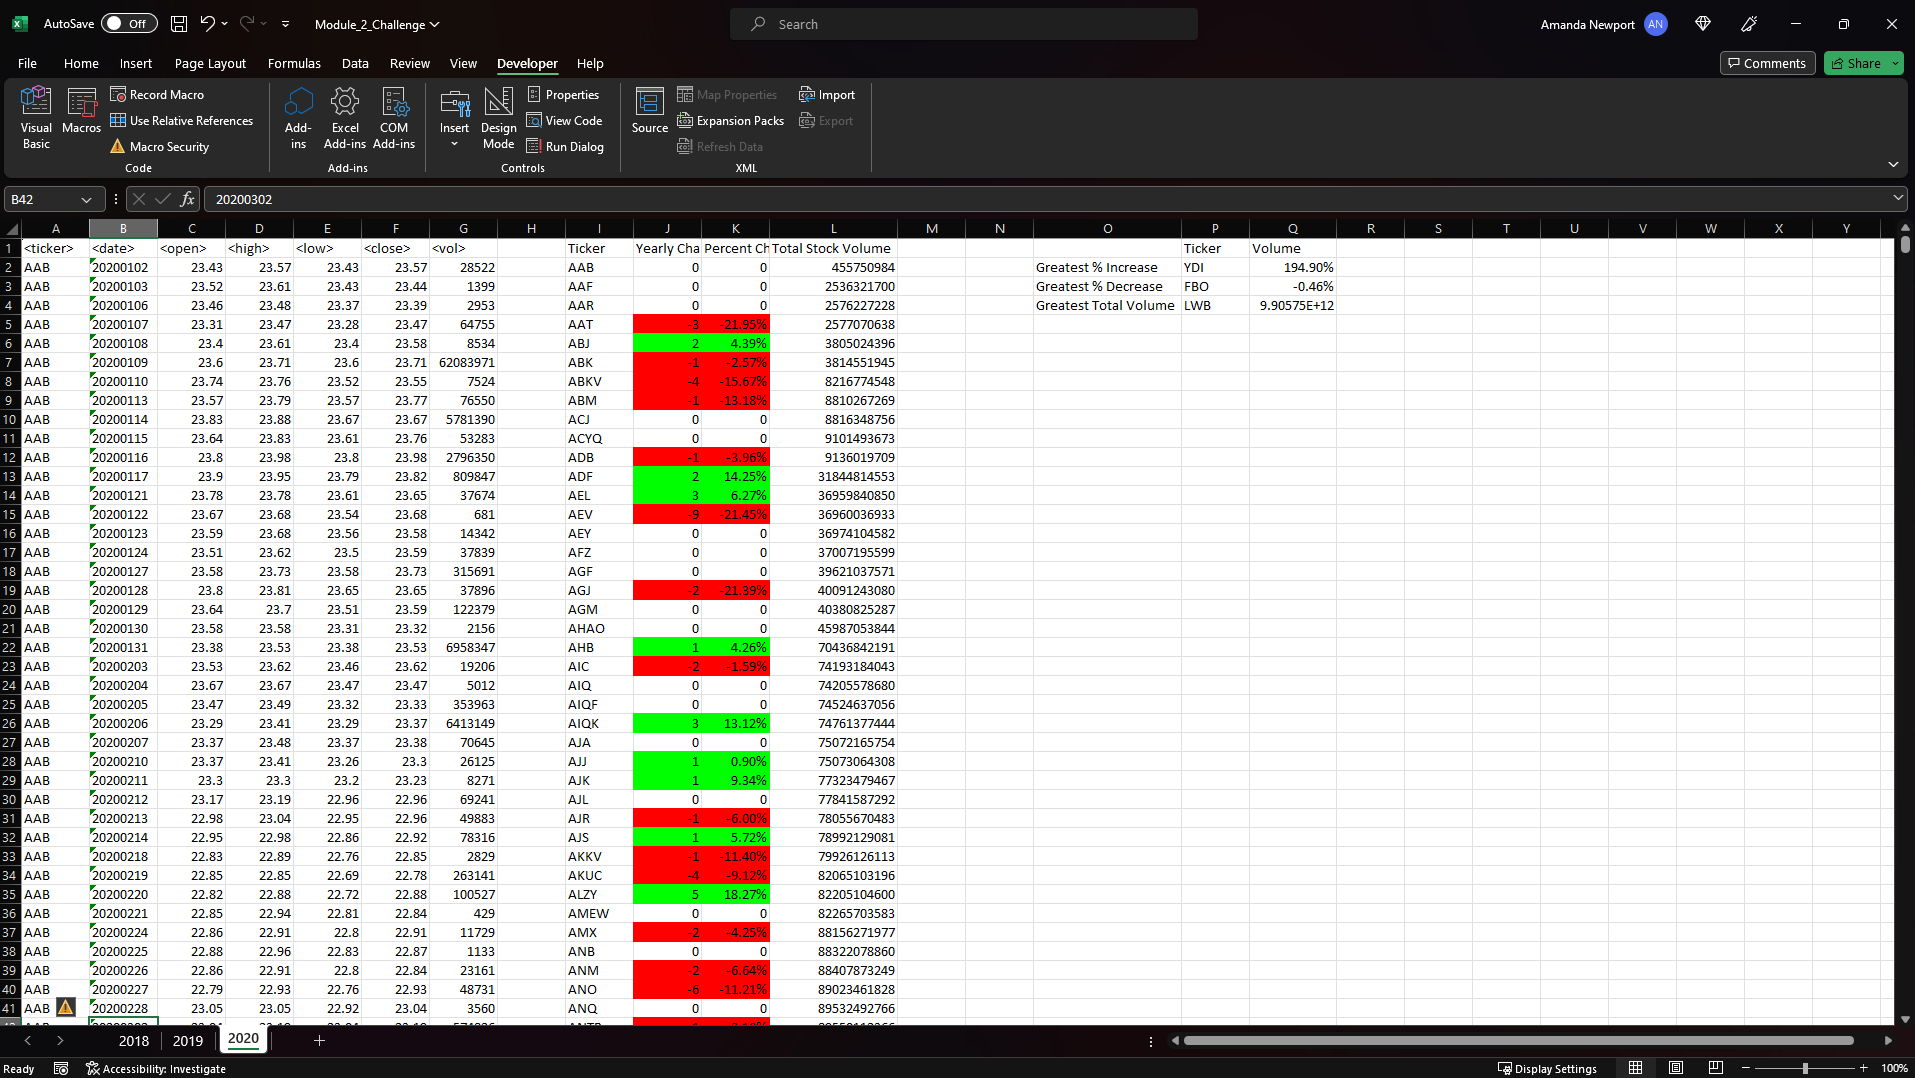 AutoSave Off Module_2_Challenge Search Amanda Newport AN
File Home Insert Page Layout Formulas Data Review View Developer Help Comments Share
Visual Basic Macros Record Macro Use Relative References Macro Security Code
Add-ins Excel Add-ins COM Add-ins Add-ins
Insert Design Mode Properties View Code Run Dialog Controls
Source Map Properties Expansion Packs Refresh Data Import Export XML
B42 fx 20200302
A B C D E F G H I J K L M N O P Q R S T U V W X Y
1 <ticker> <date> <open> <high> <low> <close> <vol> Ticker Yearly Cha Percent Ch Total Stock Volume Ticker Volume
2 AAB 20200102 23.43 23.57 23.43 23.57 28522 AAB 0 0 455750984 Greatest % Increase YDI 194.90%
3 AAB 20200103 23.52 23.61 23.43 23.44 1399 AAF 0 0 2536321700 Greatest % Decrease FBO -0.46%
4 AAB 20200106 23.46 23.48 23.37 23.39 2953 AAR 0 0 2576227228 Greatest Total Volume LWB 9.90575E+12
5 AAB 20200107 23.31 23.47 23.28 23.47 64755 AAT -3 -21.95% 2577070638
6 AAB 20200108 23.4 23.61 23.4 23.58 8534 ABJ 2 4.39% 3805024396
7 AAB 20200109 23.6 23.71 23.6 23.71 62083971 ABK -1 -2.57% 3814551945
8 AAB 20200110 23.74 23.76 23.52 23.55 7524 ABKV -4 -15.67% 8216774548
9 AAB 20200113 23.57 23.79 23.57 23.77 76550 ABM -1 -13.18% 8810267269
10 AAB 20200114 23.83 23.88 23.67 23.67 5781390 ACJ 0 0 8816348756
11 AAB 20200115 23.64 23.83 23.61 23.76 53283 ACYQ 0 0 9101493673
12 AAB 20200116 23.8 23.98 23.8 23.98 2796350 ADB -1 -3.96% 9136019709
13 AAB 20200117 23.9 23.95 23.79 23.82 809847 ADF 2 14.25% 31844814553
14 AAB 20200121 23.78 23.78 23.61 23.65 37674 AEL 3 6.27% 36959840850
15 AAB 20200122 23.67 23.68 23.54 23.68 681 AEV -9 -21.45% 36960036933
16 AAB 20200123 23.59 23.68 23.56 23.58 14342 AEY 0 0 36974104582
17 AAB 20200124 23.51 23.62 23.5 23.59 37839 AFZ 0 0 37007195599
18 AAB 20200127 23.58 23.73 23.58 23.73 315691 AGF 0 0 39621037571
19 AAB 20200128 23.8 23.81 23.65 23.65 37896 AGJ -2 -21.39% 40091243080
20 AAB 20200129 23.64 23.7 23.51 23.59 122379 AGM 0 0 40380825287
21 AAB 20200130 23.58 23.58 23.31 23.32 2156 AHAO 0 0 45987053844
22 AAB 20200131 23.38 23.53 23.38 23.53 6958347 AHB 1 4.26% 70436842191
23 AAB 20200203 23.53 23.62 23.46 23.62 19206 AIC -2 -1.59% 74193184043
24 AAB 20200204 23.67 23.67 23.47 23.47 5012 AIQ 0 0 74205578680
25 AAB 20200205 23.47 23.49 23.32 23.33 353963 AIQF 0 0 74524637056
26 AAB 20200206 23.29 23.41 23.29 23.37 6413149 AIQK 3 13.12% 74761377444
27 AAB 20200207 23.37 23.48 23.37 23.38 70645 AJA 0 0 75072165754
28 AAB 20200210 23.37 23.41 23.26 23.3 26125 AJJ 1 0.90% 75073064308
29 AAB 20200211 23.3 23.3 23.2 23.23 8271 AJK 1 9.34% 77323479467
30 AAB 20200212 23.17 23.19 22.96 22.96 69241 AJL 0 0 77841587292
31 AAB 20200213 22.98 23.04 22.95 22.96 49883 AJR -1 -6.00% 78055670483
32 AAB 20200214 22.95 22.98 22.86 22.92 78316 AJS 1 5.72% 78992129081
33 AAB 20200218 22.83 22.89 22.76 22.85 2829 AKKV -1 -11.40% 79926126113
34 AAB 20200219 22.85 22.85 22.69 22.78 263141 AKUC -4 -9.12% 82065103196
35 AAB 20200220 22.82 22.88 22.72 22.88 100527 ALZY 5 18.27% 82205104600
36 AAB 20200221 22.85 22.94 22.81 22.84 429 AMEW 0 0 82265703583
37 AAB 20200224 22.86 22.91 22.8 22.91 11729 AMX -2 -4.25% 88156271977
38 AAB 20200225 22.88 22.96 22.83 22.87 1133 ANB 0 0 88322078860
39 AAB 20200226 22.86 22.91 22.8 22.84 23161 ANM -2 -6.64% 88407873249
40 AAB 20200227 22.79 22.93 22.76 22.93 48731 ANO -6 -11.21% 89023461828
41 AAB 20200228 23.05 23.05 22.92 23.04 3560 ANQ 0 0 89532492766
2018 2019 2020
Ready Accessibility: Investigate Display Settings 100%